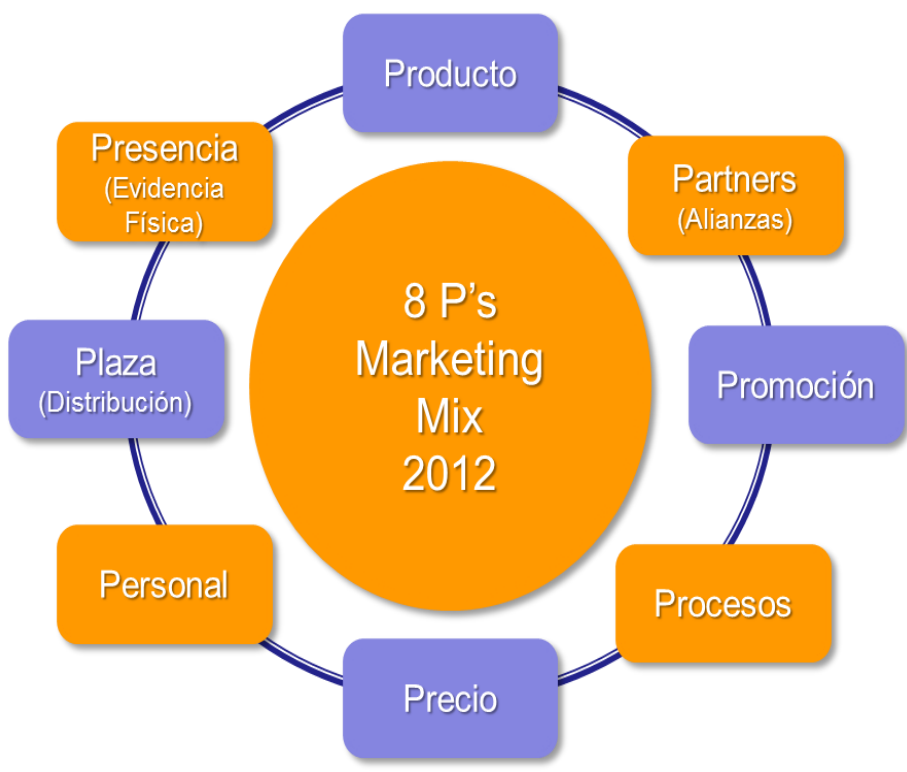 Producto
Partners
(Alianzas)
Promoción
Procesos
Precio
Personal
Plaza
(Distribución)
Presencia
(Evidencia
Física)
8 P’s
Marketing
Mix
2012